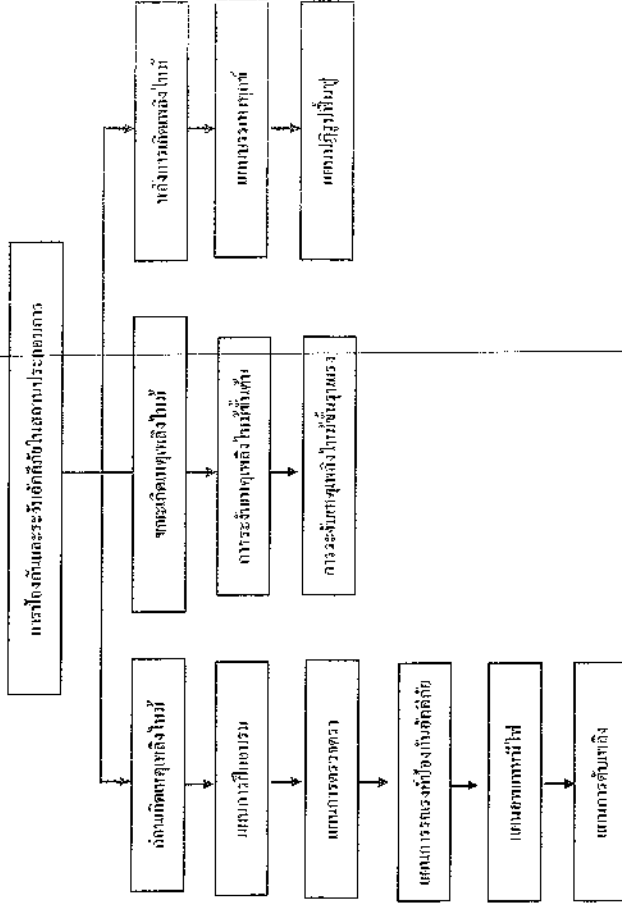 การป้องกันและระงับอัคคีภัยในสถานประกอบการ
ก่อนเกิดเหตุเพลิงไหม้
แผนการฝึกอบรม
แผนการตรวจตรา
แผนการรณรงค์ป้องกันอัคคีภัย
แผนอพยพหนีไฟ
แผนการดับเพลิง
ขณะเกิดเหตุเพลิงไหม้
การระงับเหตุเพลิงไหม้ขั้นต้น
การระงับเหตุเพลิงไหม้ขั้นรุนแรง
หลังการเกิดเพลิงไหม้
แผนบรรเทาทุกข์
แผนปฏิรูปฟื้นฟู